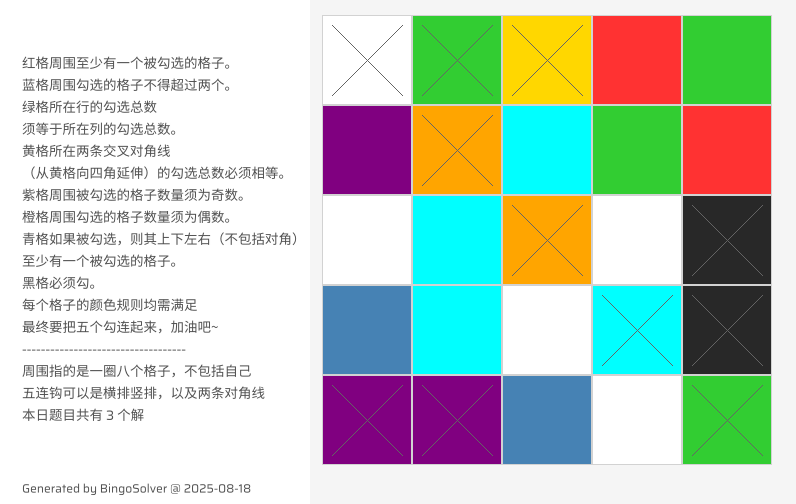 红格周围至少有一个被勾选的格子。
蓝格周围勾选的格子不得超过两个。
绿格所在行的勾选总数
须等于所在列的勾选总数。
黄格所在两条交叉对角线
（从黄格向四角延伸）的勾选总数必须相等。
紫格周围被勾选的格子数量须为奇数。
橙格周围勾选的格子数量须为偶数。
青格如果被勾选，则其上下左右（不包括对角）
至少有一个被勾选的格子。
黑格必须勾。
每个格子的颜色规则均需满足
最终要把五个勾连起来，加油吧~
-----------------------------------
周围指的是一圈八个格子，不包括自己
五连钩可以是横排竖排，以及两条对角线
本日题目共有 3 个解
Generated by BingoSolver @ 2025-08-18